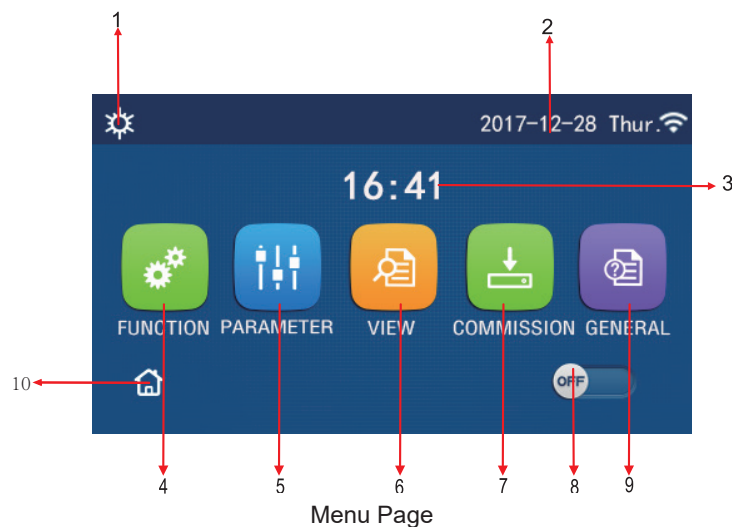 1
2
2017-12-28 Thur.
16:41
3
FUNCTION PARAMETER VIEW COMMISSION GENERAL
10
OFF
4 5 6 7 8 9
Menu Page